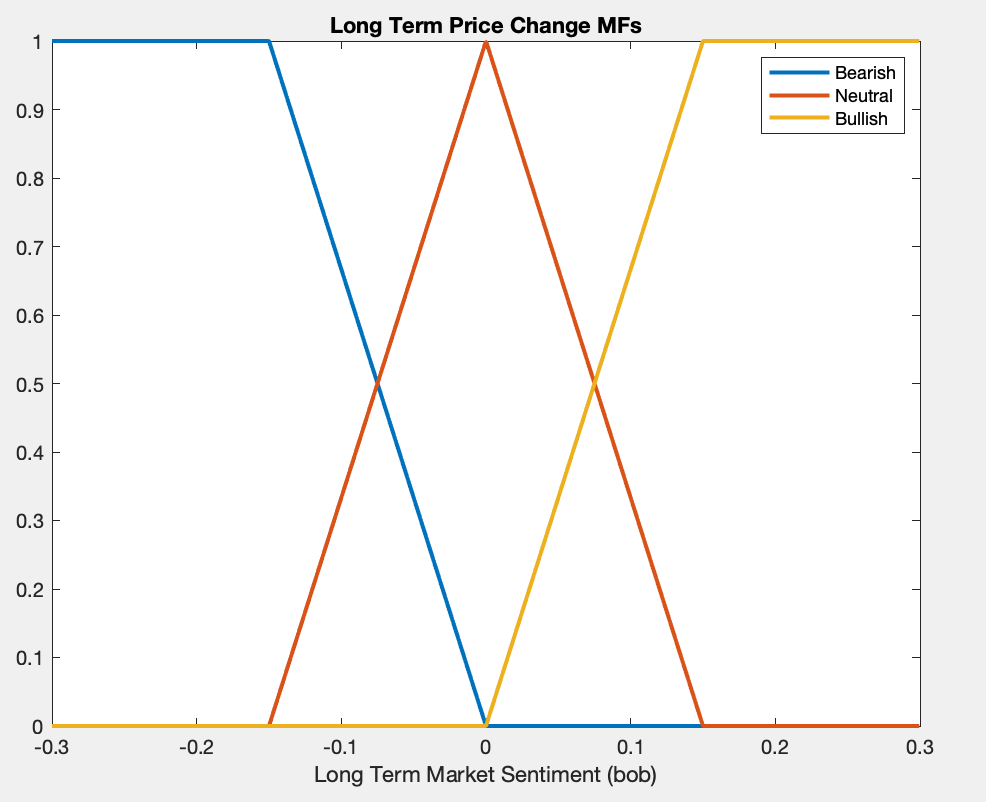 Long Term Price Change MFs
1
0.9
0.8
0.7
0.6
0.5
0.4
0.3
0.2
0.1
0
Bearish
Neutral
Bullish
-0.3 -0.2 -0.1 0 0.1 0.2 0.3
Long Term Market Sentiment (bob)